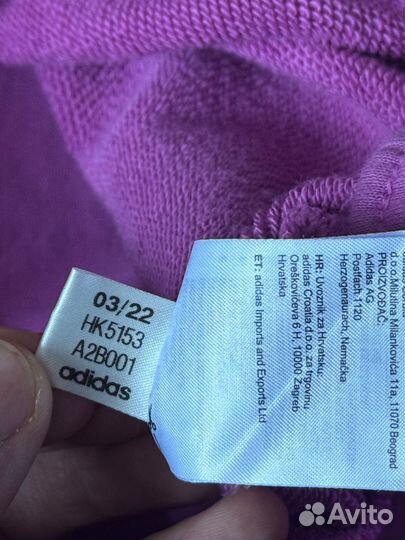 03/22
HK5153
A2B001
adidas
d.o.o Milutina Milankovića 11a, 11070 Beograd
PROIZVOĐAČ:
Adidas AG
Postfach 1120
Herzogenaurach, Nemačka
HR: Uvoznik za Hrvatsku:
adidas Croatia d.o.o. za trgovinu
Oreškovićeva 6 H, 10000 Zagreb
Hrvatska
ET: adidas Imports and Exports Ltd
Avito